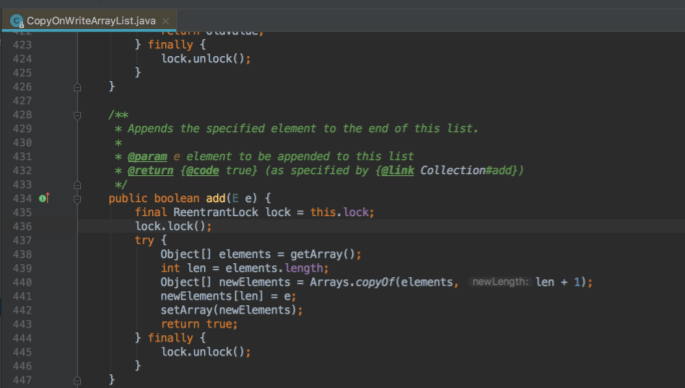 CopyOnWriteArrayList.java
422 return oldValue;
423 } finally {
424 lock.unlock();
425 }
426 }
427
428 /**
429 * Appends the specified element to the end of this list.
430 *
431 * @param e element to be appended to this list
432 * @return {@code true} (as specified by {@link Collection#add})
433 */
434 public boolean add(E e) {
435 final ReentrantLock lock = this.lock;
436 lock.lock();
437 try {
438 Object[] elements = getArray();
439 int len = elements.length;
440 Object[] newElements = Arrays.copyOf(elements, newLength: len + 1);
441 newElements[len] = e;
442 setArray(newElements);
443 return true;
444 } finally {
445 lock.unlock();
446 }
447 }